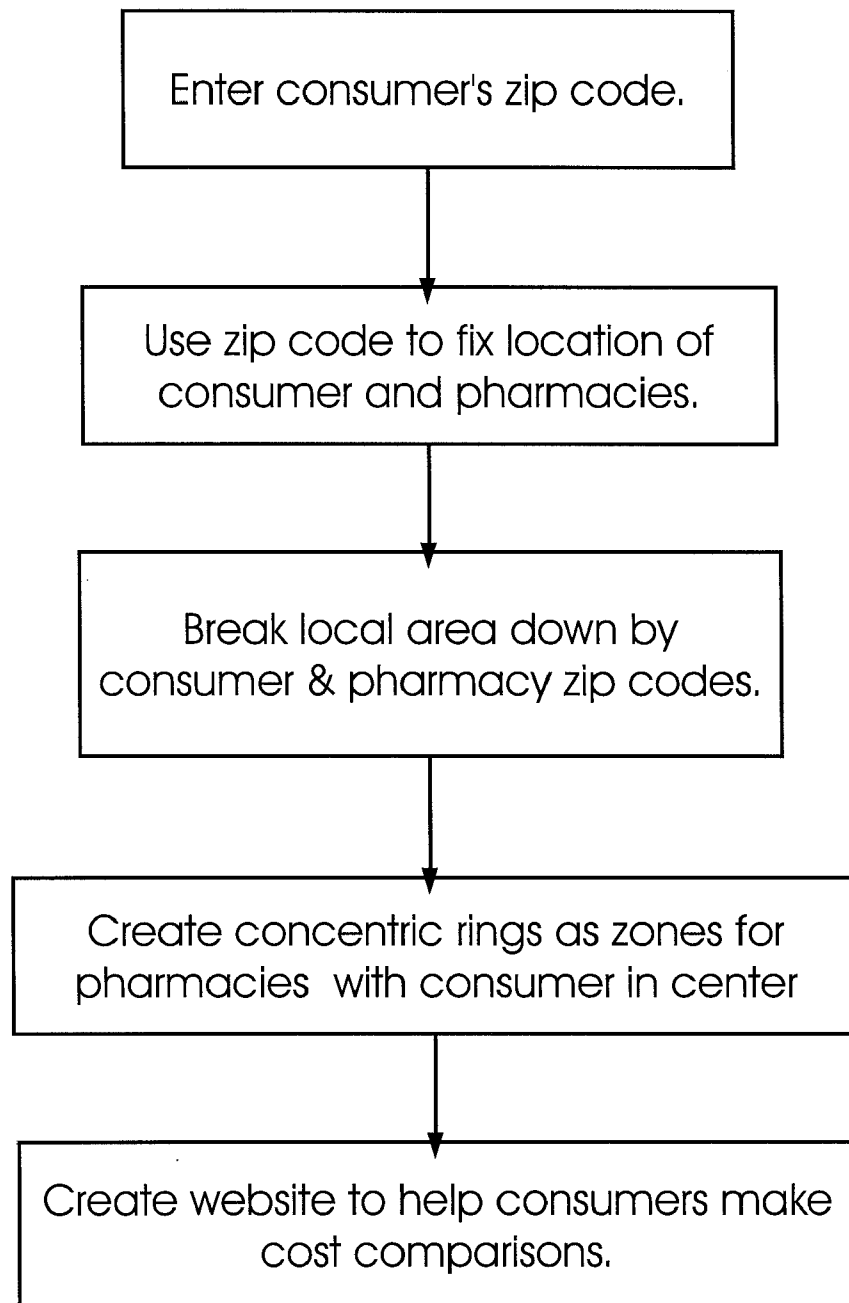 Enter consumer's zip code.
Use zip code to fix location of
consumer and pharmacies.
Break local area down by
consumer & pharmacy zip codes.
Create concentric rings as zones for
pharmacies with consumer in center
Create website to help consumers make
cost comparisons.